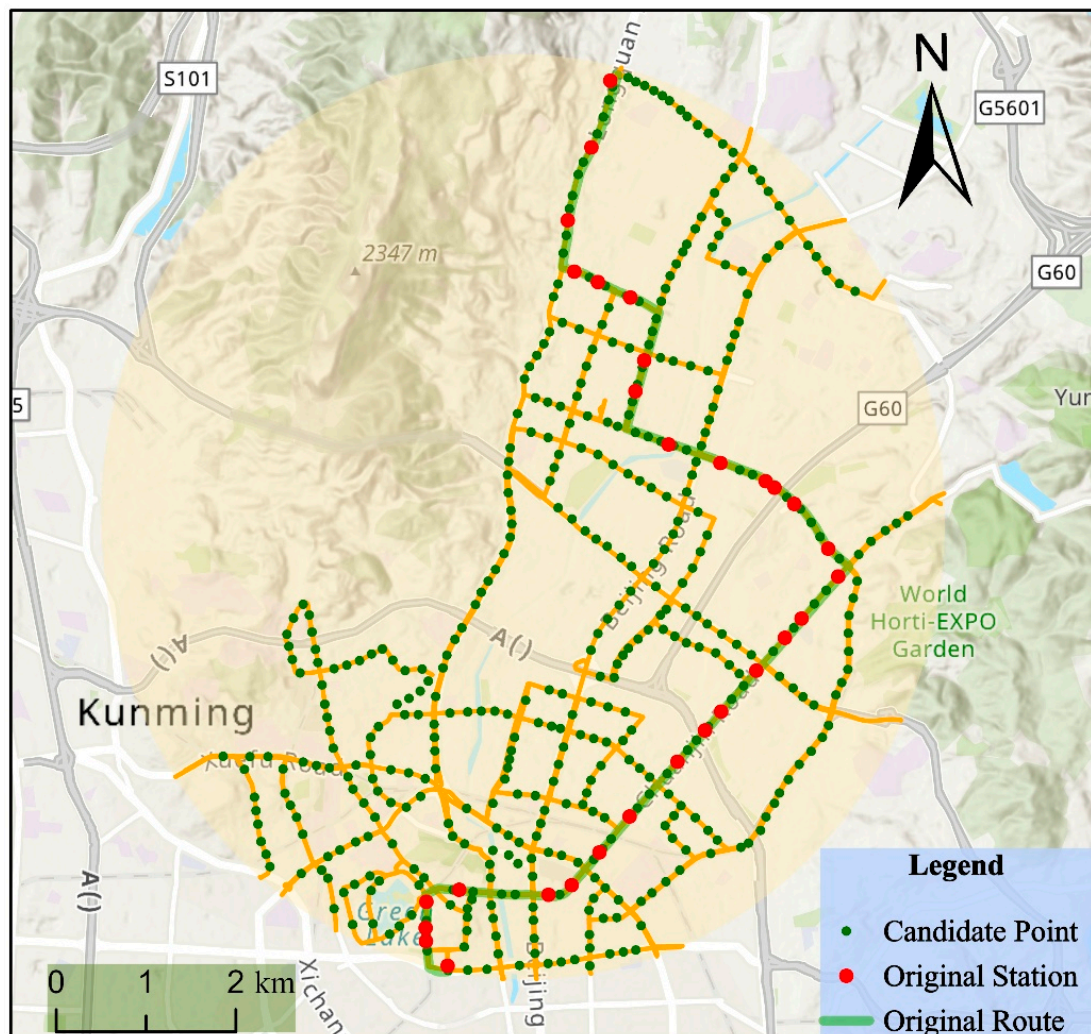 N
S101
G5601
2347 m
G60
G60
5
Yun
Beijing Road
World
Horti-EXPO
Garden
A()
A()
Kunming
Xuefu Road
Legend
A()
Green
Lake
Candidate Point
Beijing
Xichan
0 1 2 km
Original Station
Original Route